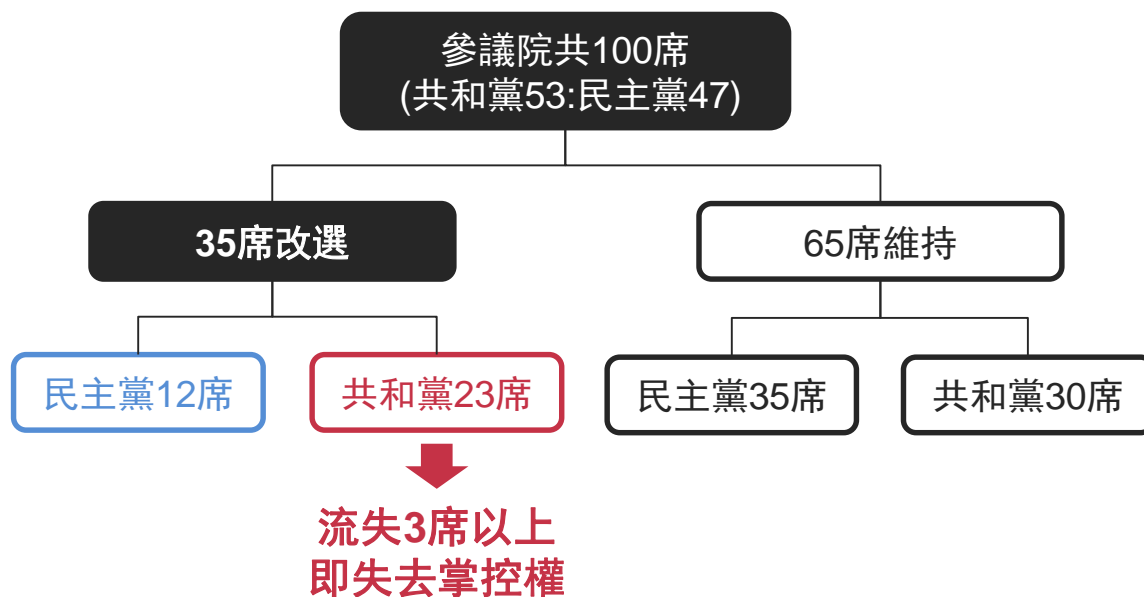 參議院共100席
(共和黨53:民主黨47)
35席改選
65席維持
民主黨12席
共和黨23席
民主黨35席
共和黨30席
流失3席以上
即失去掌控權